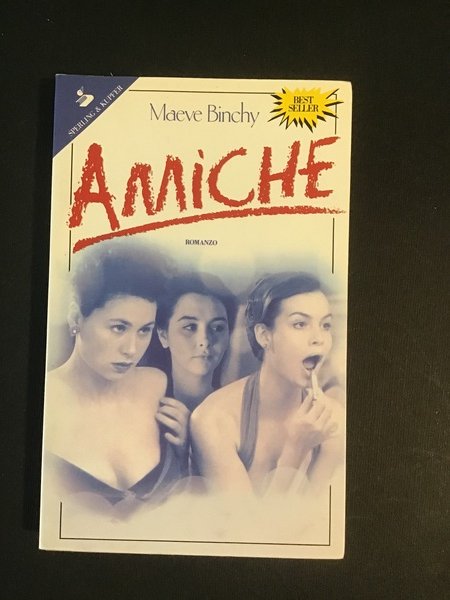 SPERLING & KUPFER
Maeve Binchy
BEST
SELLER
AMICHE
ROMANZO